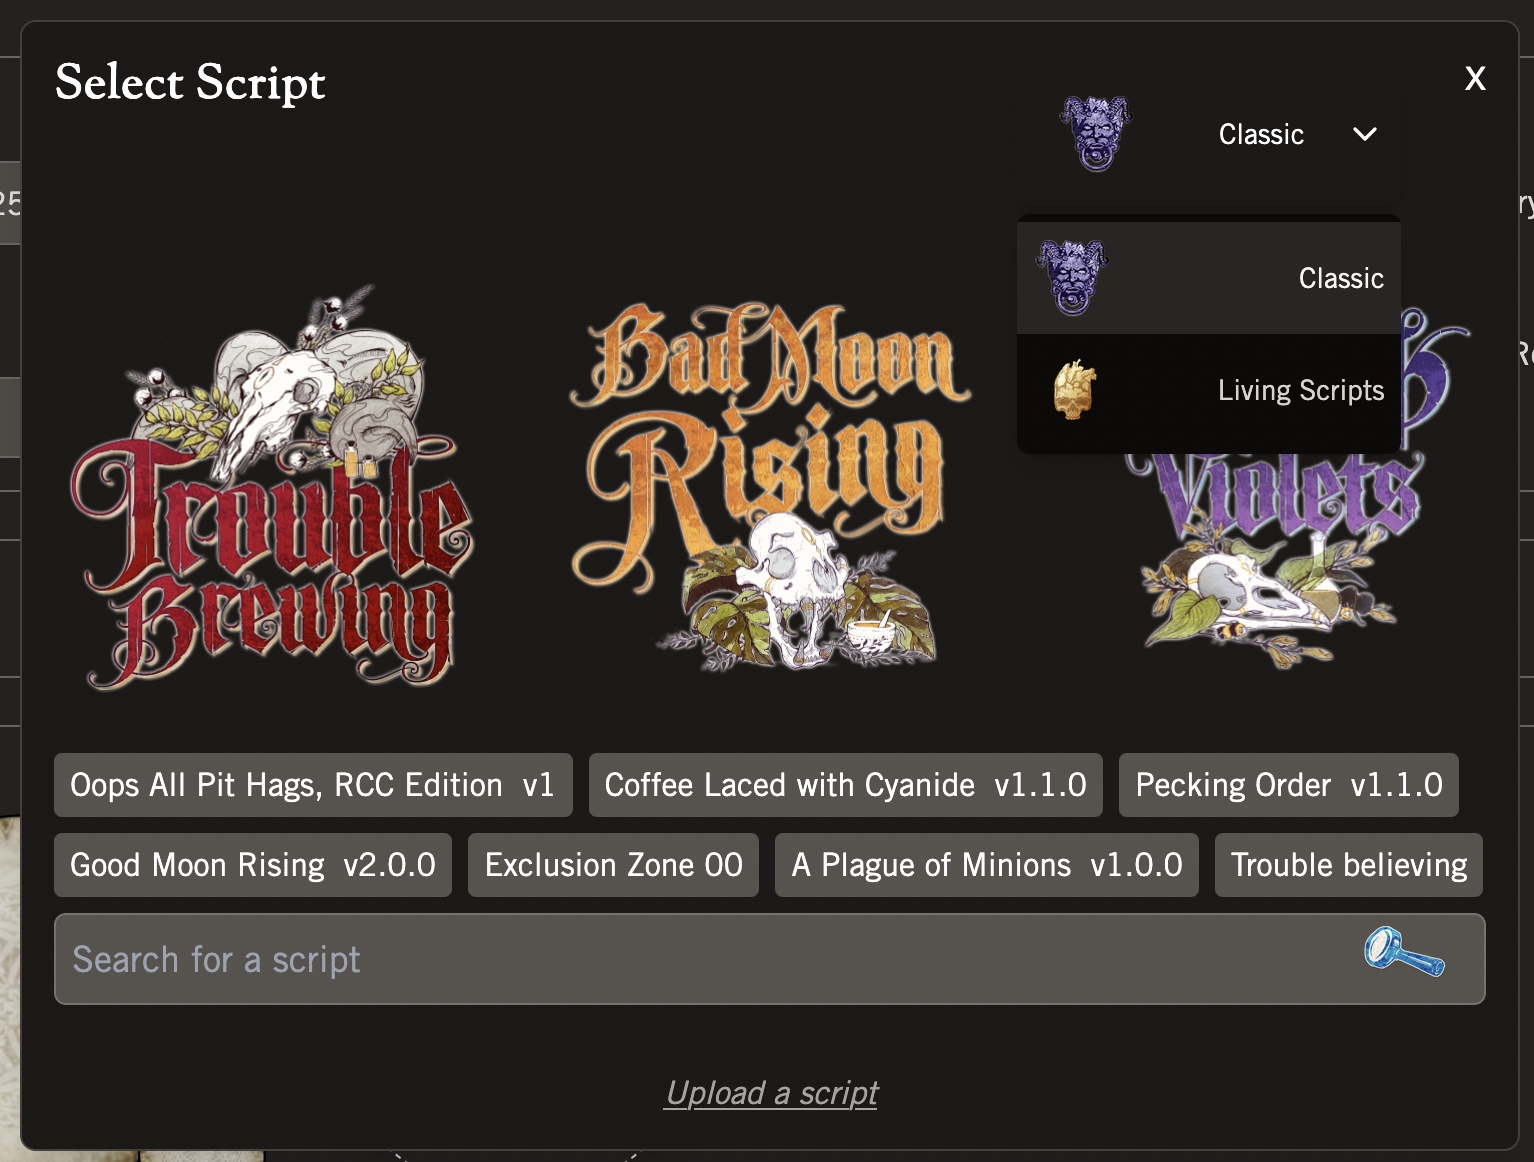 Select Script
X
Classic
Classic
Living Scripts
25
ry
Trouble
Brewing
Bad Moon
Rising
Violets
Oops All Pit Hags, RCC Edition v1
Coffee Laced with Cyanide v1.1.0
Pecking Order v1.1.0
Good Moon Rising v2.0.0
Exclusion Zone 00
A Plague of Minions v1.0.0
Trouble believing
Search for a script
Upload a script